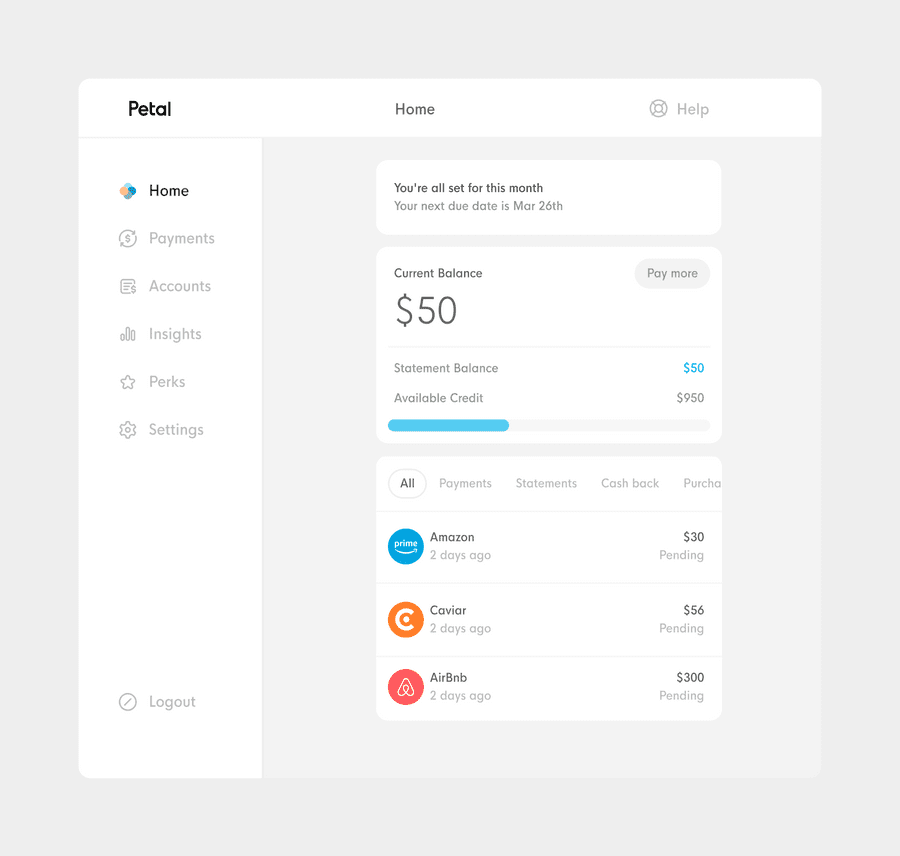 Petal
Home
Help
Home
Payments
Accounts
Insights
Perks
Settings
Logout
You're all set for this month
Your next due date is Mar 26th
Current Balance
Pay more
$50
Statement Balance $50
Available Credit $950
All Payments Statements Cash back Purcha
prime
Amazon $30
2 days ago Pending
Caviar $56
2 days ago Pending
AirBnb $300
2 days ago Pending